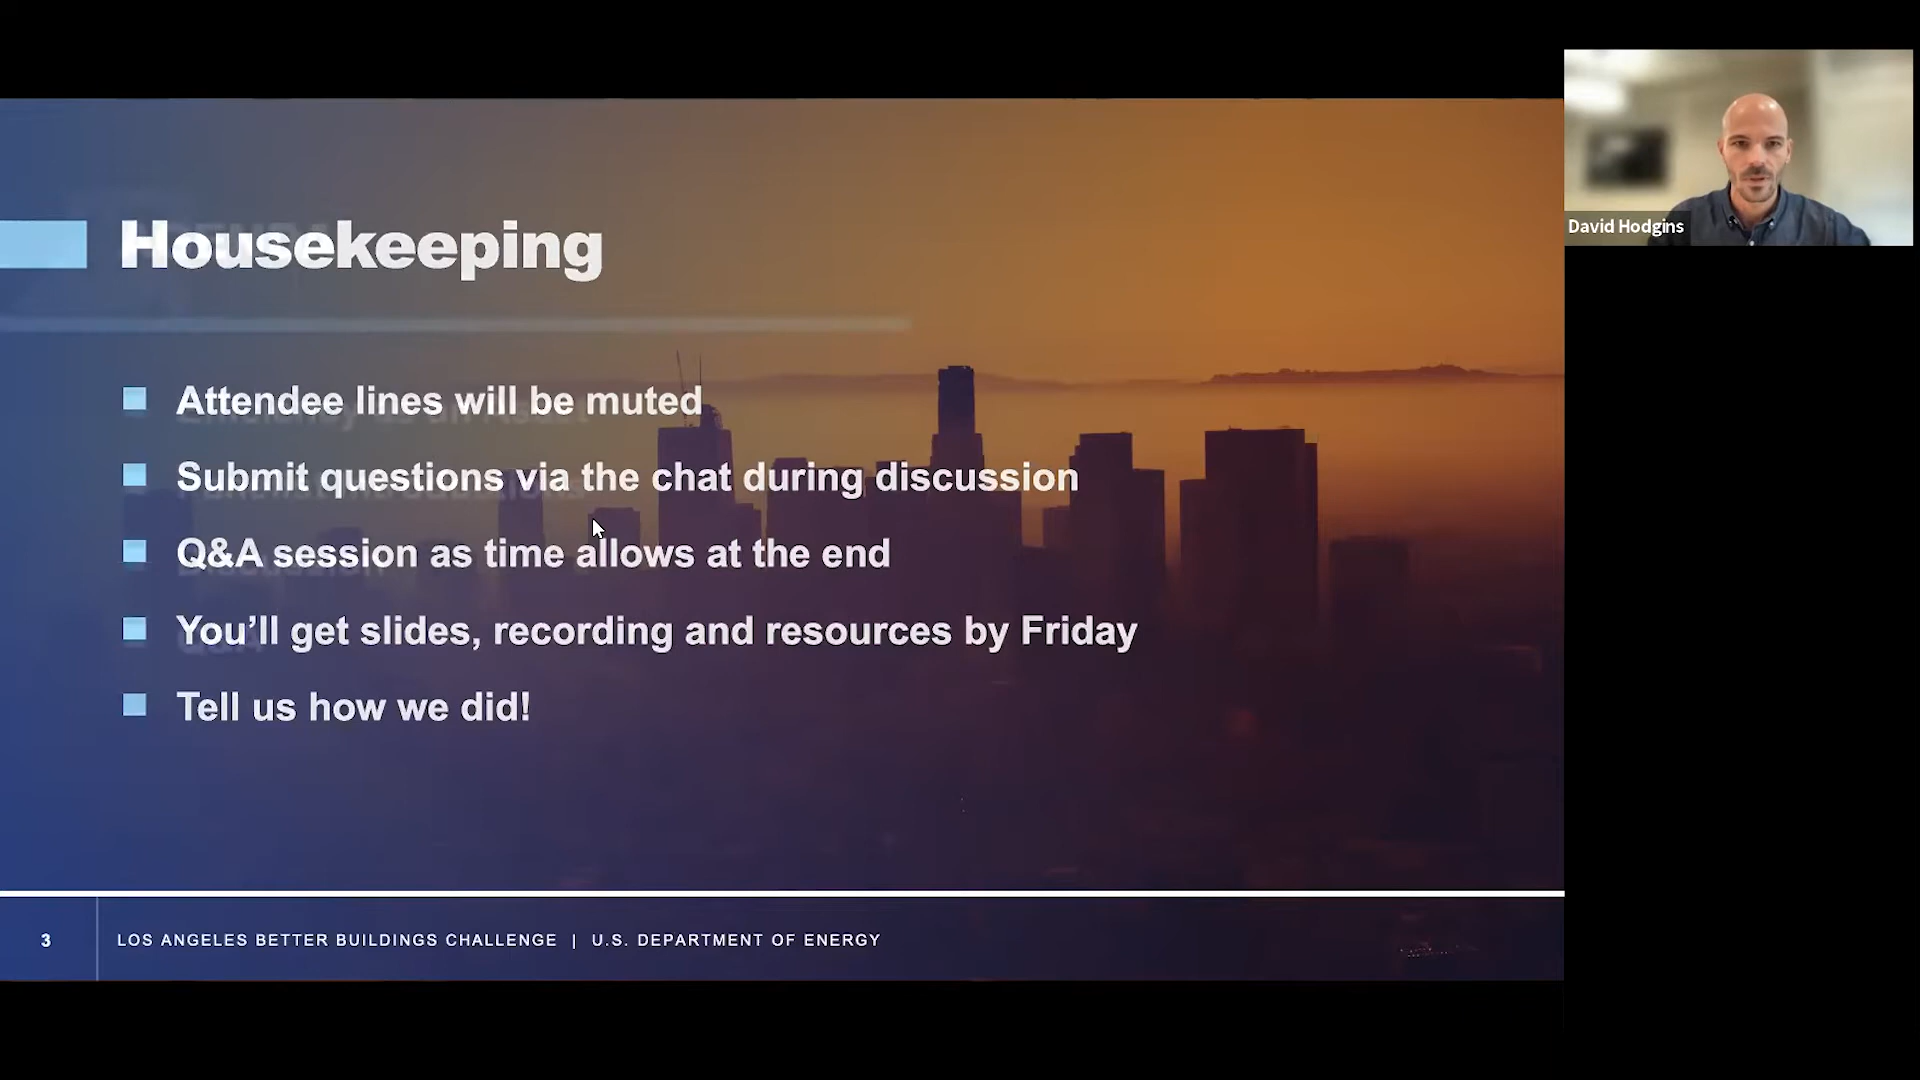 Housekeeping
Attendee lines will be muted
Submit questions via the chat during discussion
Q&A session as time allows at the end
You’ll get slides, recording and resources by Friday
Tell us how we did!
3
LOS ANGELES BETTER BUILDINGS CHALLENGE | U.S. DEPARTMENT OF ENERGY
David Hodgins